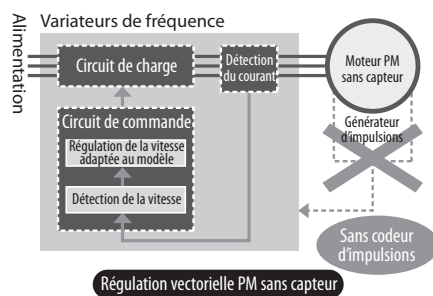 Alimentation
Variateurs de fréquence
Circuit de charge
Détection
du courant
Moteur PM
sans capteur
Circuit de commande
Régulation de la vitesse
adaptée au modèle
Détection de la vitesse
Générateur
d'impulsions
Sans codeur
d'impulsions
Régulation vectorielle PM sans capteur